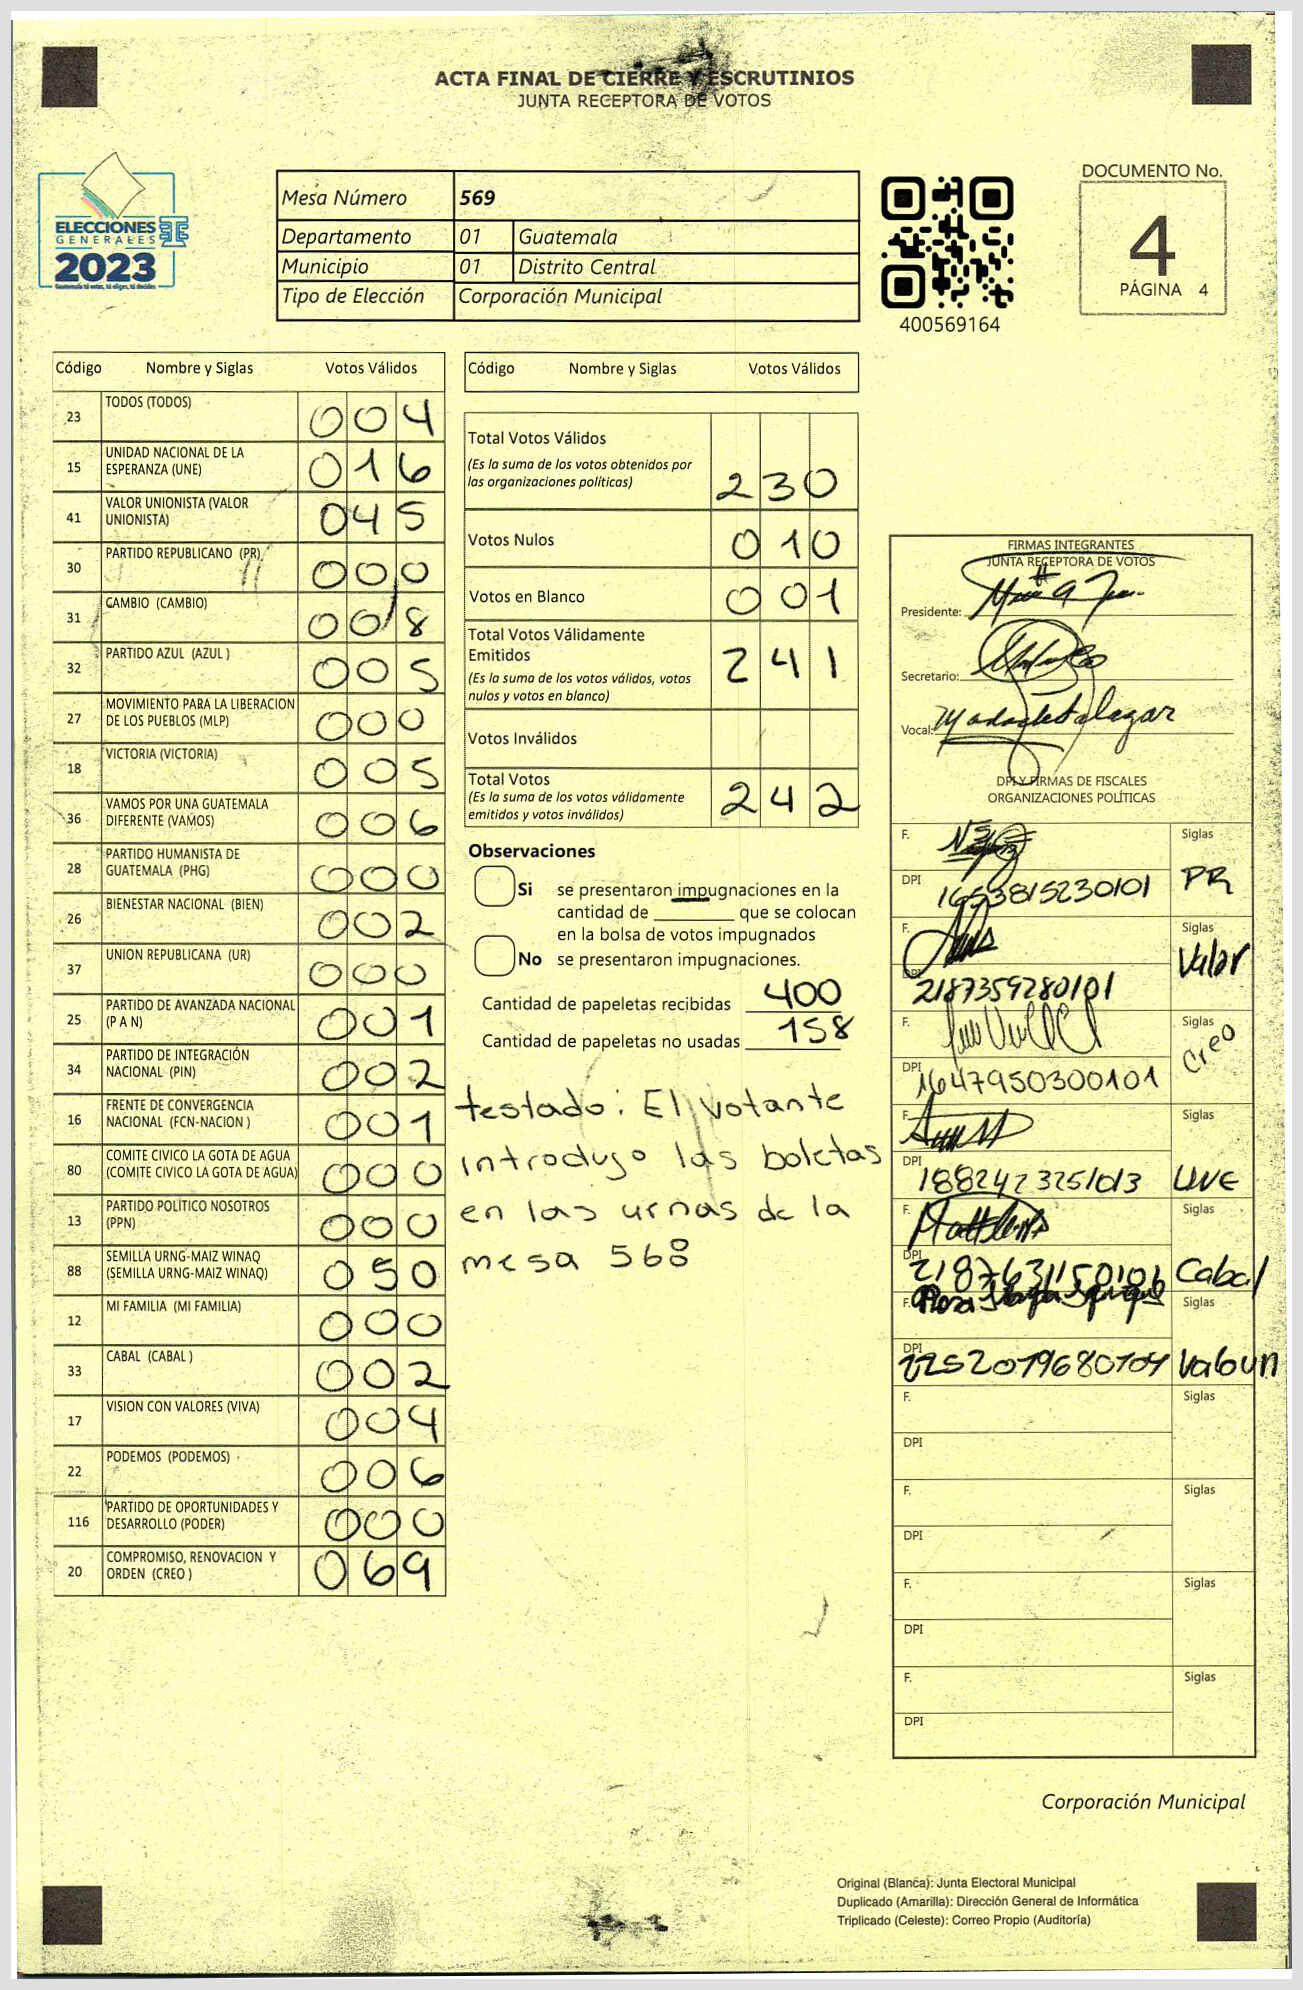 ACTA FINAL DE CIERRE Y ESCRUTINIOS
JUNTA RECEPTORA DE VOTOS
ELECCIONES
GENERALES
2023
Guatemala tú votas, tú eliges, tú decides
Mesa Número 569
Departamento 01 Guatemala
Municipio 01 Distrito Central
Tipo de Elección Corporación Municipal
400569164
DOCUMENTO No.
4
PÁGINA 4
Código Nombre y Siglas Votos Válidos
23 TODOS (TODOS) 004
15 UNIDAD NACIONAL DE LA
ESPERANZA (UNE) 016
41 VALOR UNIONISTA (VALOR
UNIONISTA) 045
30 PARTIDO REPUBLICANO (PR) 000
31 CAMBIO (CAMBIO) 008
32 PARTIDO AZUL (AZUL ) 005
27 MOVIMIENTO PARA LA LIBERACION
DE LOS PUEBLOS (MLP) 000
18 VICTORIA (VICTORIA) 005
36 VAMOS POR UNA GUATEMALA
DIFERENTE (VAMOS) 006
28 PARTIDO HUMANISTA DE
GUATEMALA (PHG) 000
26 BIENESTAR NACIONAL (BIEN) 002
37 UNION REPUBLICANA (UR) 000
25 PARTIDO DE AVANZADA NACIONAL
(P A N) 001
34 PARTIDO DE INTEGRACIÓN
NACIONAL (PIN) 002
16 FRENTE DE CONVERGENCIA
NACIONAL (FCN-NACION ) 001
80 COMITE CIVICO LA GOTA DE AGUA
(COMITE CIVICO LA GOTA DE AGUA) 000
13 PARTIDO POLITICO NOSOTROS
(PPN) 000
88 SEMILLA URNG-MAIZ WINAQ
(SEMILLA URNG-MAIZ WINAQ) 050
12 MI FAMILIA (MI FAMILIA) 000
33 CABAL (CABAL ) 002
17 VISION CON VALORES (VIVA) 004
22 PODEMOS (PODEMOS) 006
116 PARTIDO DE OPORTUNIDADES Y
DESARROLLO (PODER) 000
20 COMPROMISO, RENOVACION Y
ORDEN (CREO ) 069
Código Nombre y Siglas Votos Válidos
Total Votos Válidos
(Es la suma de los votos obtenidos por
las organizaciones políticas) 230
Votos Nulos 010
Votos en Blanco 001
Total Votos Válidamente
Emitidos 241
(Es la suma de los votos válidos, votos
nulos y votos en blanco)
Votos Inválidos
Total Votos
(Es la suma de los votos válidamente
emitidos y votos inválidos) 242
Observaciones
Si se presentaron impugnaciones en la
cantidad de ________ que se colocan
en la bolsa de votos impugnados
No se presentaron impugnaciones.
Cantidad de papeletas recibidas 400
Cantidad de papeletas no usadas 158
testado: El votante
introdujo las boletas
en las urnas de la
mesa 568
FIRMAS INTEGRANTES
JUNTA RECEPTORA DE VOTOS
Presidente:
Secretario:
Vocal:
DPI Y FIRMAS DE FISCALES
ORGANIZACIONES POLÍTICAS
F. Siglas
DPI 1653815230101 PR
F. Siglas
DPI 2187359280101 Valor
F. Siglas
DPI 1647950300101 Creo
F. Siglas
DPI 1882423251013 UNE
F. Siglas
DPI 2187631150101 Cabal
F. Siglas
DPI
F. Siglas
DPI
F. Siglas
DPI
F. Siglas
DPI
F. Siglas
DPI
Corporación Municipal
Original (Blanca): Junta Electoral Municipal
Duplicado (Amarilla): Dirección General de Informática
Triplicado (Celeste): Correo Propio (Auditoría)